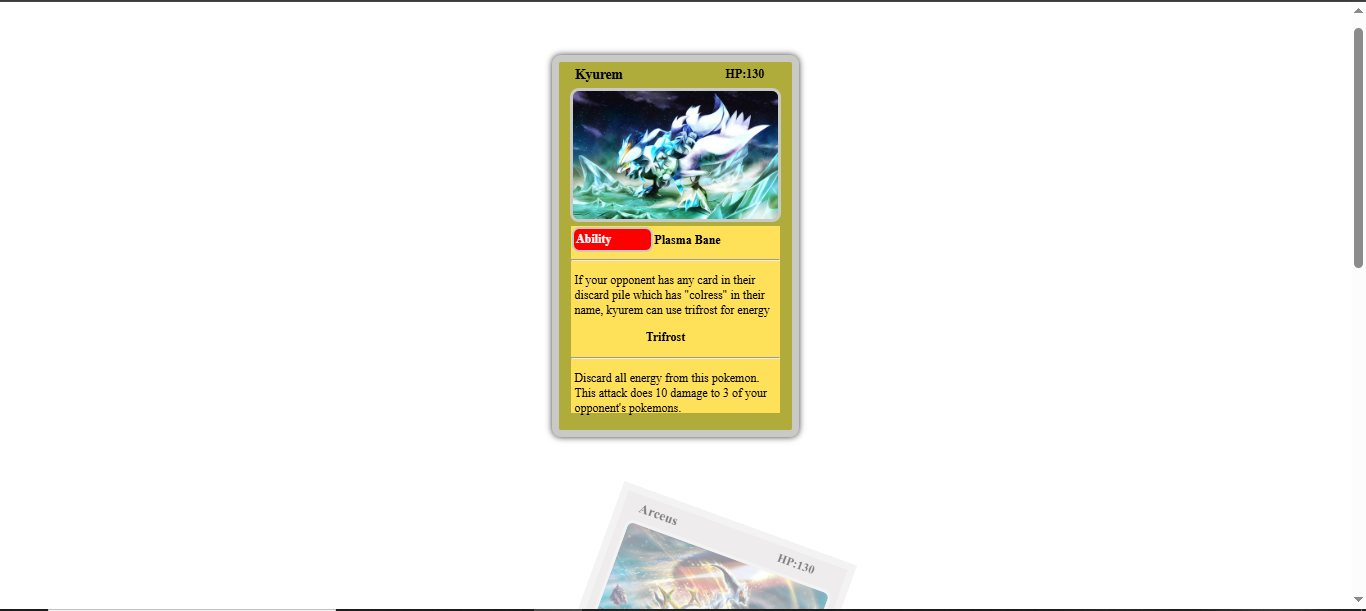 Kyurem HP:130
Ability Plasma Bane
If your opponent has any card in their
discard pile which has "colress" in their
name, kyurem can use trifrost for energy
Trifrost
Discard all energy from this pokemon.
This attack does 10 damage to 3 of your
opponent's pokemons.
Arceus
HP:130